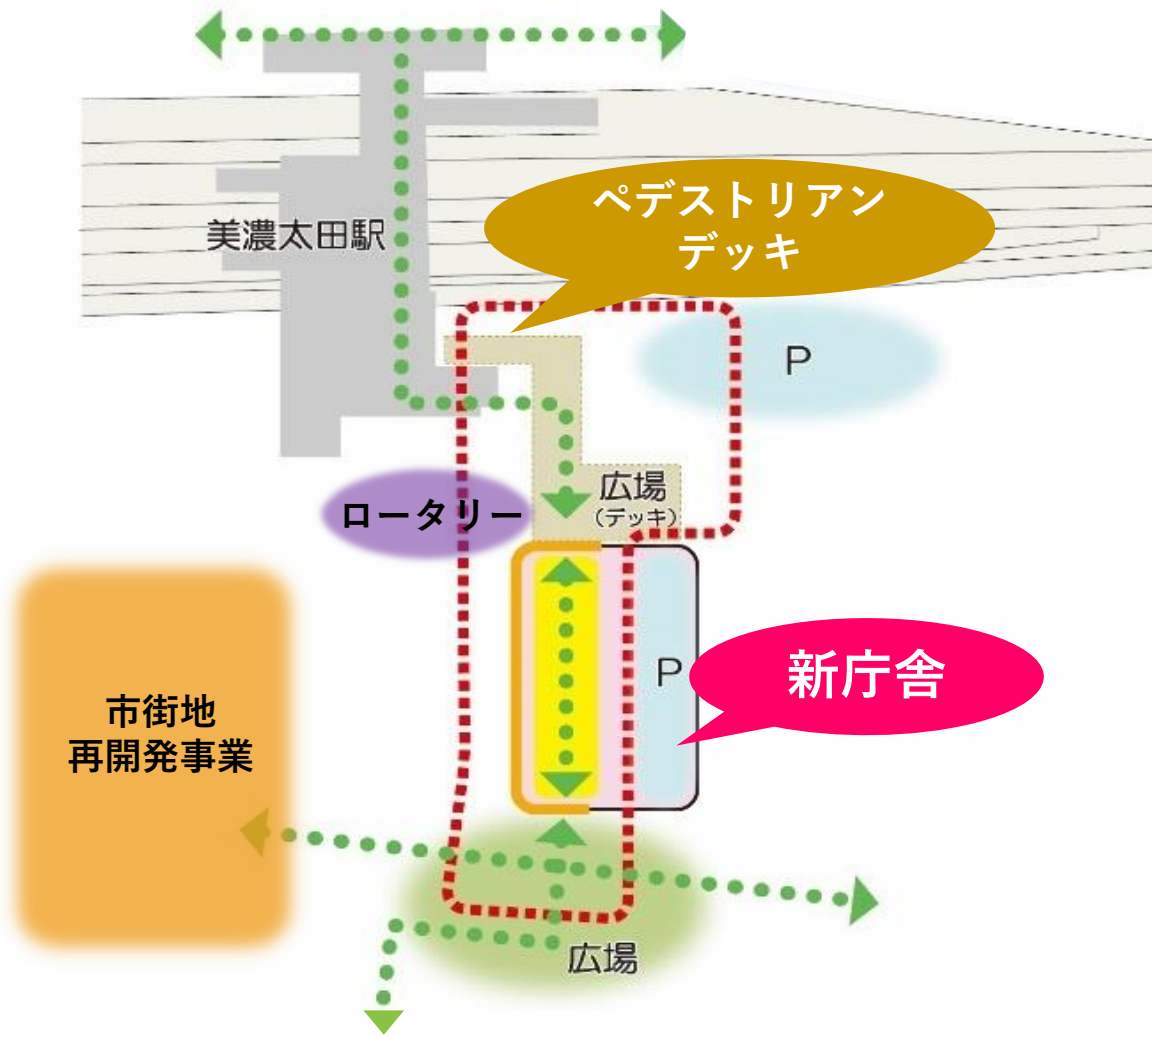 ペデストリアン
デッキ
美濃太田駅
P
広場
(デッキ)
ロータリー
新庁舎
P
市街地
再開発事業
広場